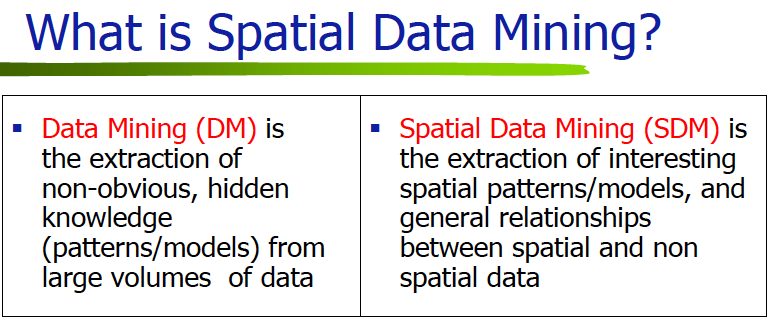 What is Spatial Data Mining?
▪ Data Mining (DM) is
the extraction of
non-obvious, hidden
knowledge
(patterns/models) from
large volumes of data
▪ Spatial Data Mining (SDM) is
the extraction of interesting
spatial patterns/models, and
general relationships
between spatial and non
spatial data